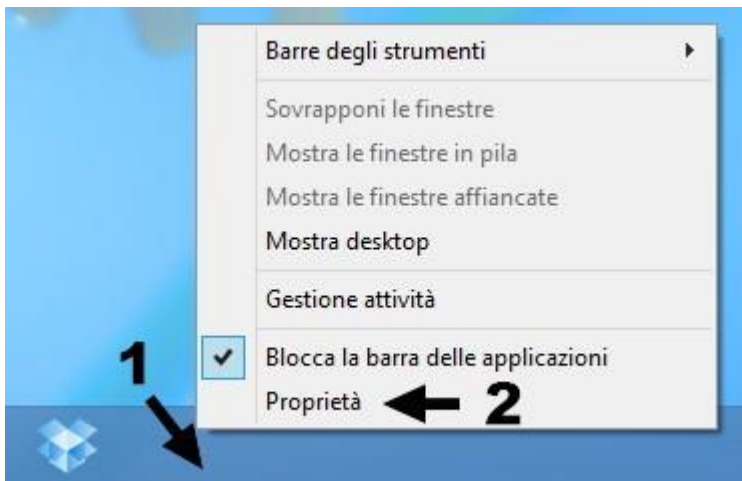 Barre degli strumenti
Sovrapponi le finestre
Mostra le finestre in pila
Mostra le finestre affiancate
Mostra desktop
Gestione attività
1
Blocca la barra delle applicazioni
Proprietà 2